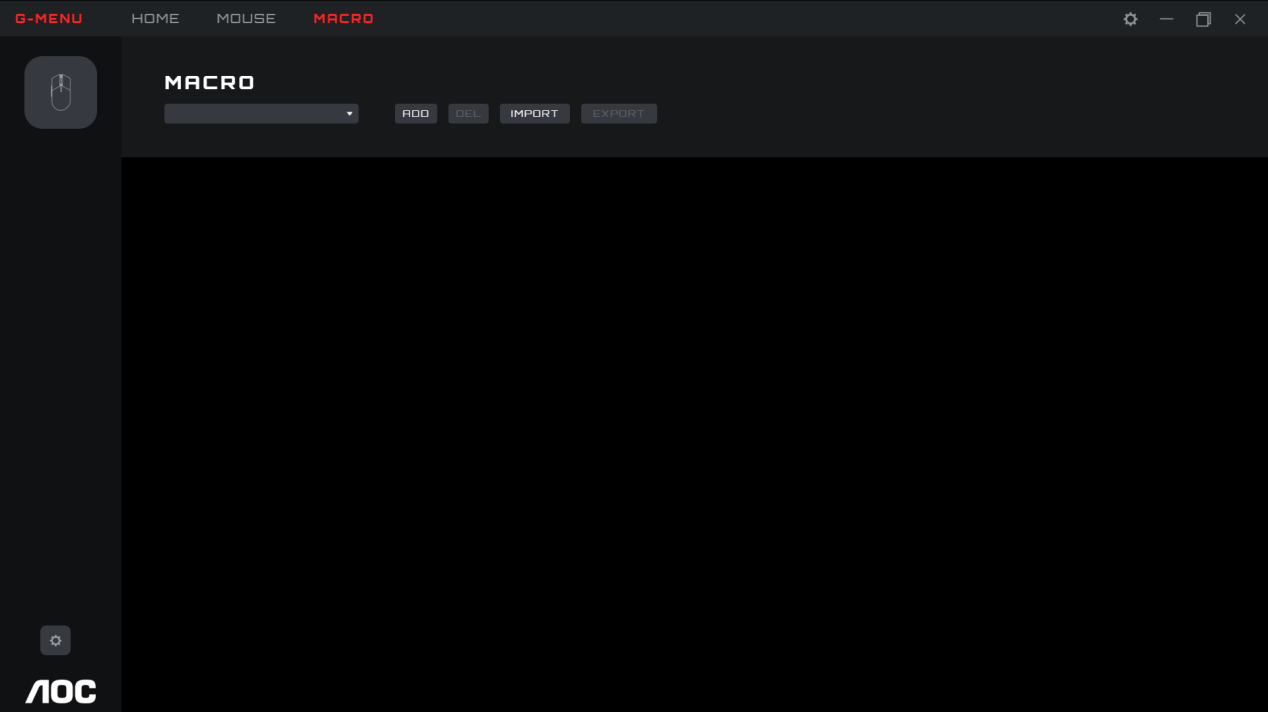 G-MENU HOME MOUSE MACRO
MACRO
ADD DEL IMPORT EXPORT
AOC